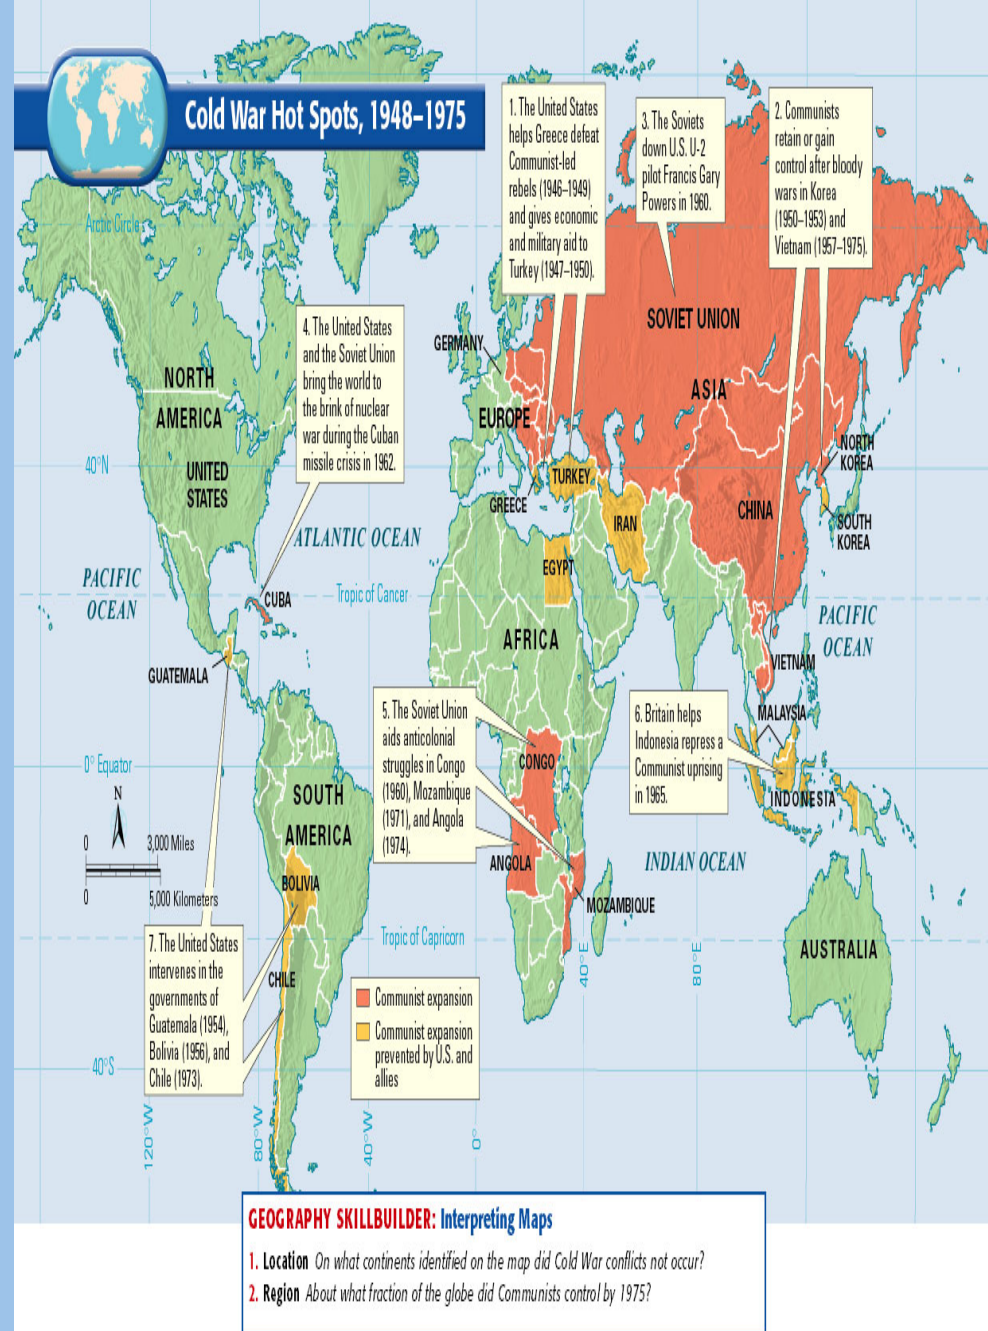 Cold War Hot Spots, 1948–1975
1. The United States
helps Greece defeat
Communist-led
rebels (1946–1949)
and gives economic
and military aid to
Turkey (1947–1950).
3. The Soviets
down U.S. U-2
pilot Francis Gary
Powers in 1960.
2. Communists
retain or gain
control after bloody
wars in Korea
(1950–1953) and
Vietnam (1957–1975).
Arctic Circle
4. The United States
and the Soviet Union
bring the world to
the brink of nuclear
war during the Cuban
missile crisis in 1962.
SOVIET UNION
GERMANY
NORTH
AMERICA
EUROPE
ASIA
40°N
UNITED
STATES
NORTH
KOREA
TURKEY
GREECE
IRAN
CHINA
SOUTH
KOREA
ATLANTIC OCEAN
EGYPT
PACIFIC
OCEAN
CUBA
Tropic of Cancer
PACIFIC
OCEAN
AFRICA
GUATEMALA
VIETNAM
5. The Soviet Union
aids anticolonial
struggles in Congo
(1960), Mozambique
(1971), and Angola
(1974).
6. Britain helps
Indonesia repress a
Communist uprising
in 1965.
MALAYSIA
0° Equator
CONGO
N
SOUTH
AMERICA
INDONESIA
0
3,000 Miles
0
5,000 Kilometers
ANGOLA
INDIAN OCEAN
BOLIVIA
MOZAMBIQUE
7. The United States
intervenes in the
governments of
Guatemala (1954),
Bolivia (1956), and
Chile (1973).
Tropic of Capricorn
CHILE
AUSTRALIA
40°E
80°E
Communist expansion
Communist expansion
prevented by U.S. and
allies
40°S
120°W
80°W
40°W
0°
GEOGRAPHY SKILLBUILDER: Interpreting Maps
1. Location On what continents identified on the map did Cold War conflicts not occur?
2. Region About what fraction of the globe did Communists control by 1975?